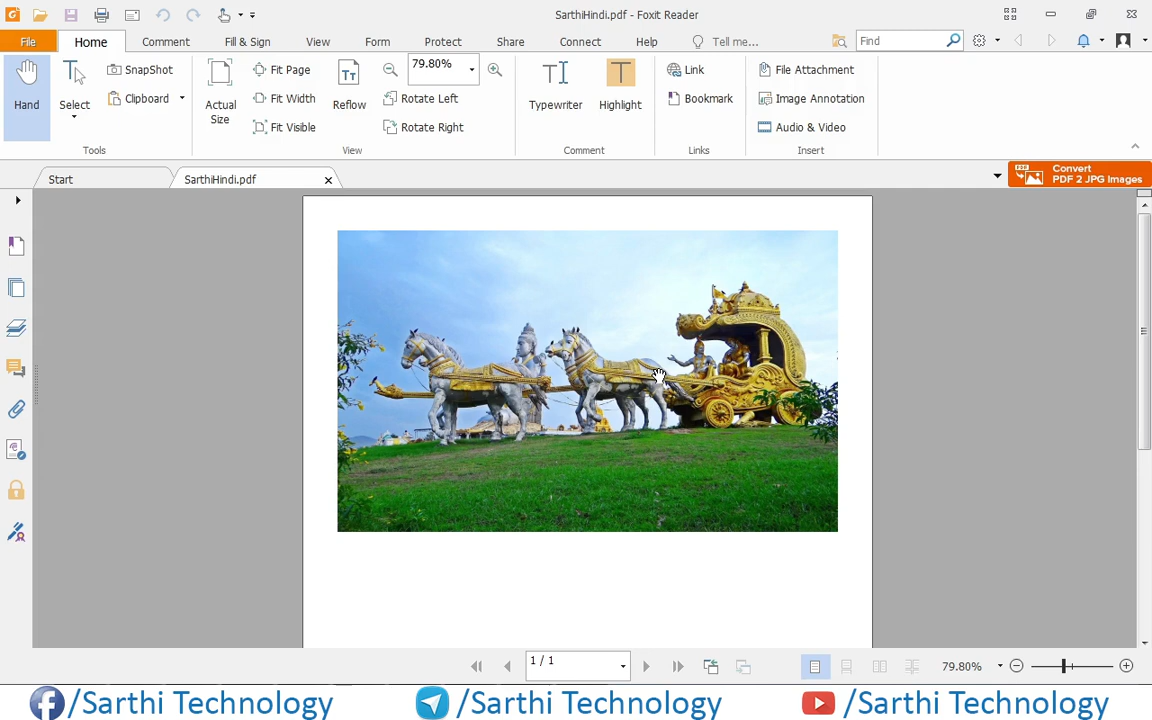 SarthiHindi.pdf - Foxit Reader
File Home Comment Fill & Sign View Form Protect Share Connect Help Tell me... Find
Hand
Select
SnapShot
Clipboard
Tools
Actual Size
Fit Page
Fit Width
Fit Visible
Reflow
79.80%
Rotate Left
Rotate Right
View
Typewriter
Highlight
Comment
Link
Bookmark
Links
File Attachment
Image Annotation
Audio & Video
Insert
Start SarthiHindi.pdf
Convert
PDF 2 JPG Images
1 / 1 79.80%
/Sarthi Technology /Sarthi Technology /Sarthi Technology